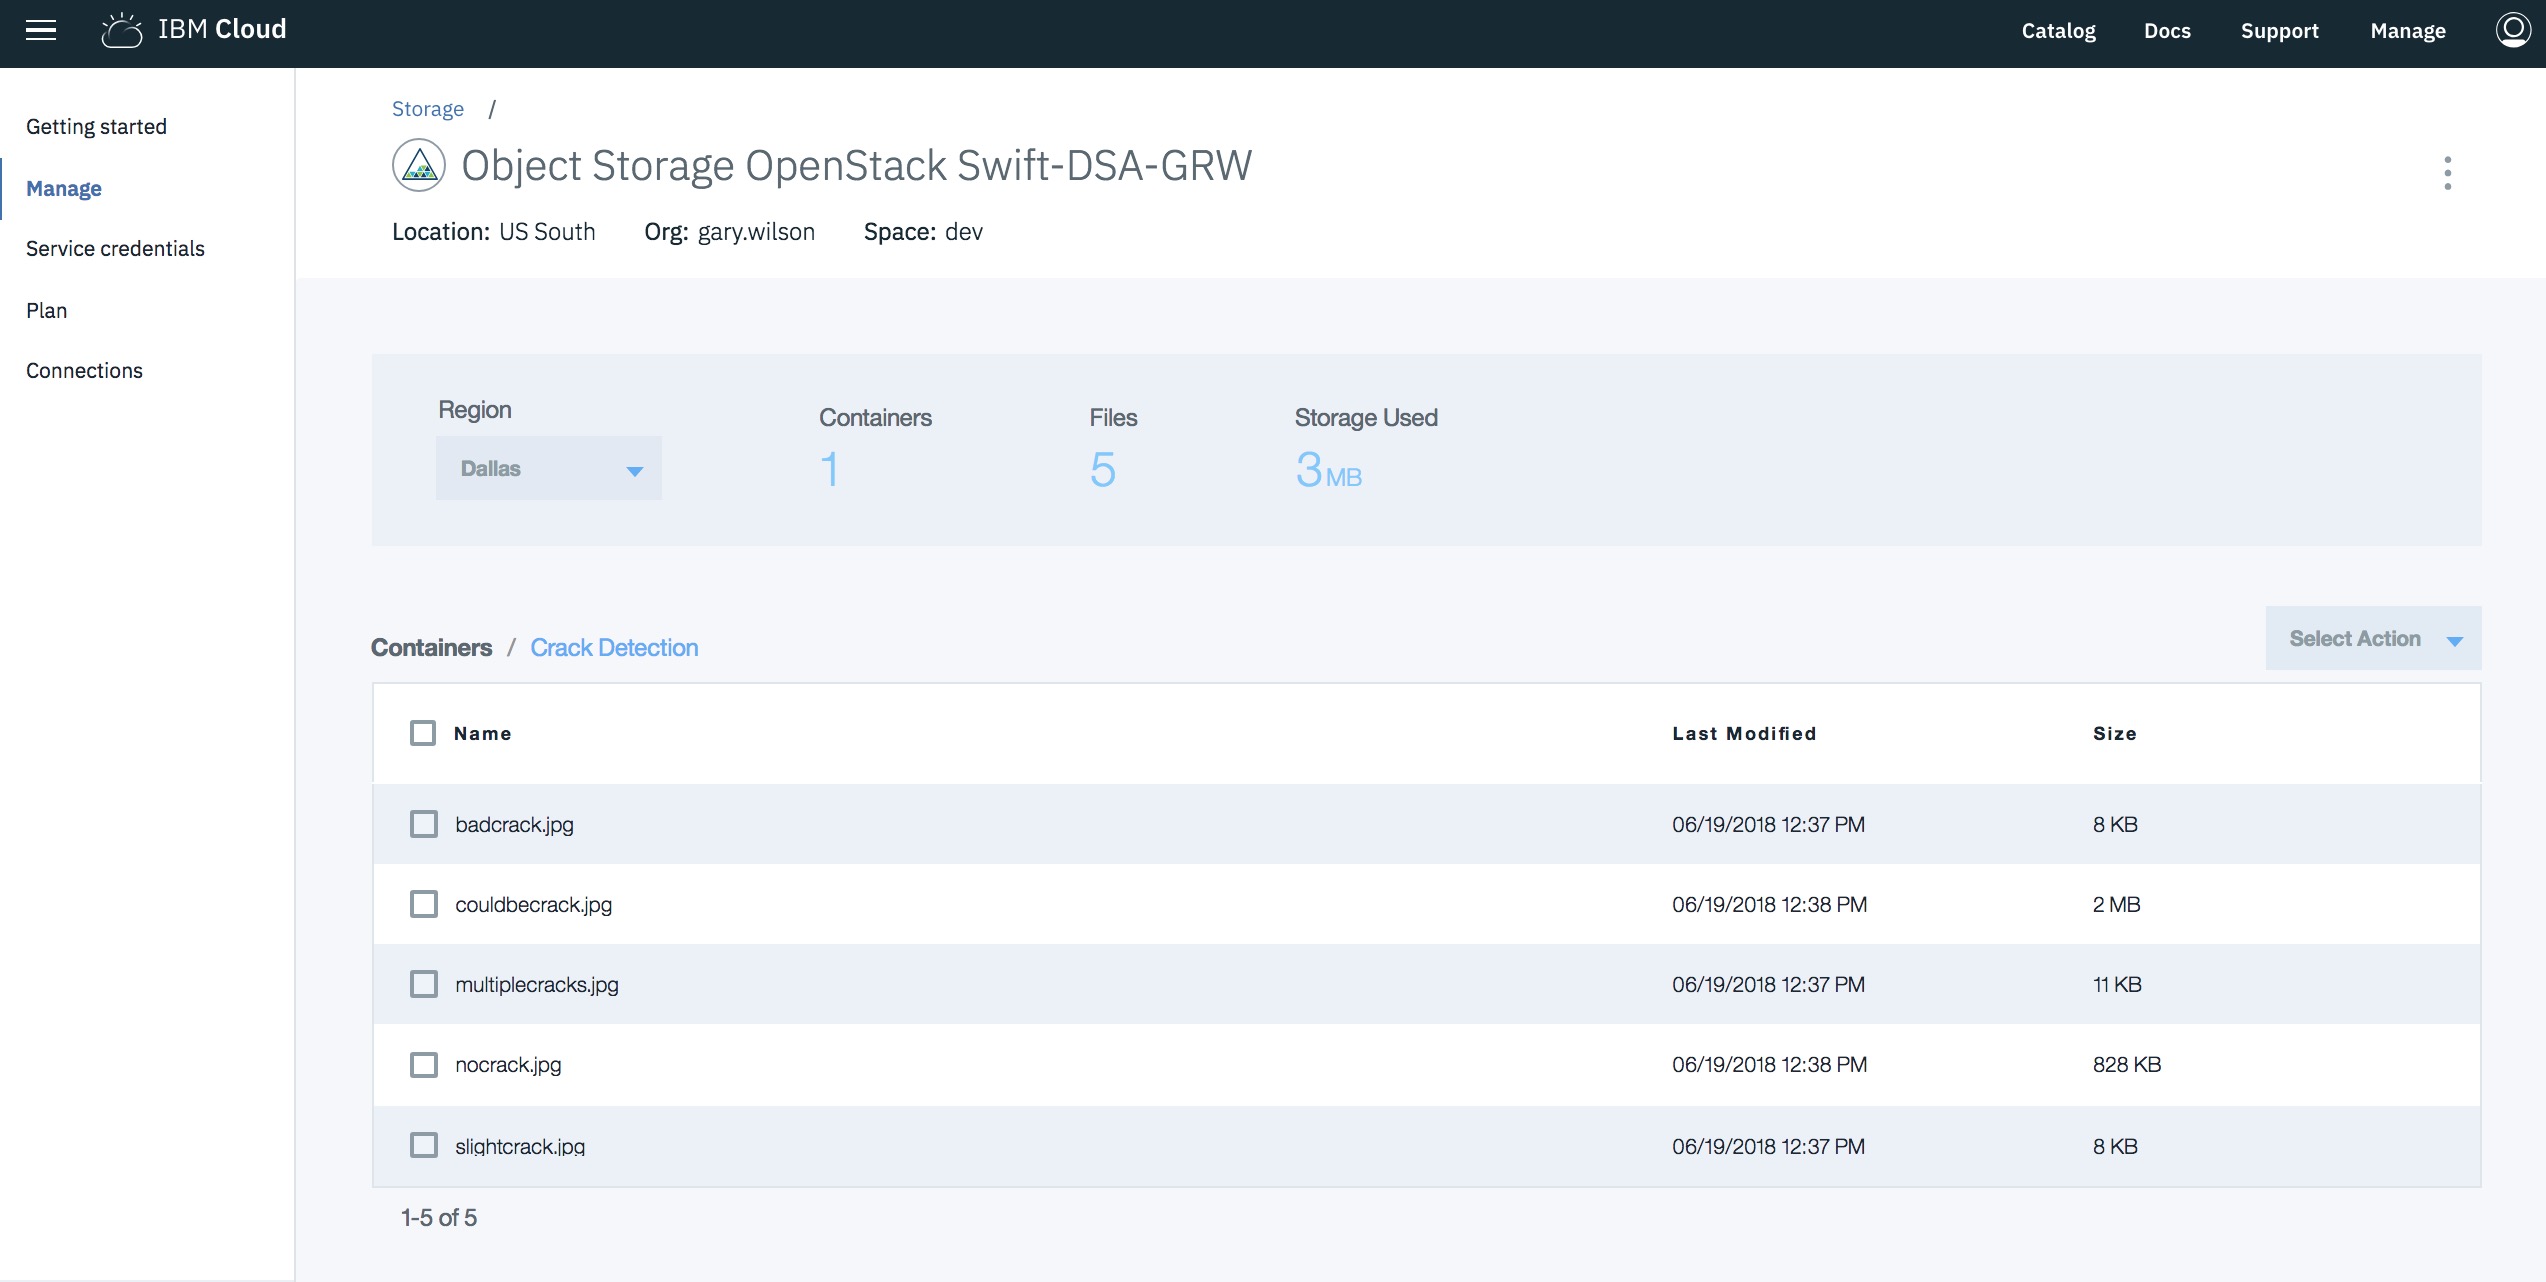 IBM Cloud
Catalog Docs Support Manage
Getting started
Manage
Service credentials
Plan
Connections
Storage /
Object Storage OpenStack Swift-DSA-GRW
Location: US South Org: gary.wilson Space: dev
Region Containers Files Storage Used
Dallas 1 5 3MB
Containers / Crack Detection
Select Action
Name Last Modified Size
badcrack.jpg 06/19/2018 12:37 PM 8 KB
couldbecrack.jpg 06/19/2018 12:38 PM 2 MB
multiplecracks.jpg 06/19/2018 12:37 PM 11 KB
nocrack.jpg 06/19/2018 12:38 PM 828 KB
slightcrack.jpg 06/19/2018 12:37 PM 8 KB
1-5 of 5